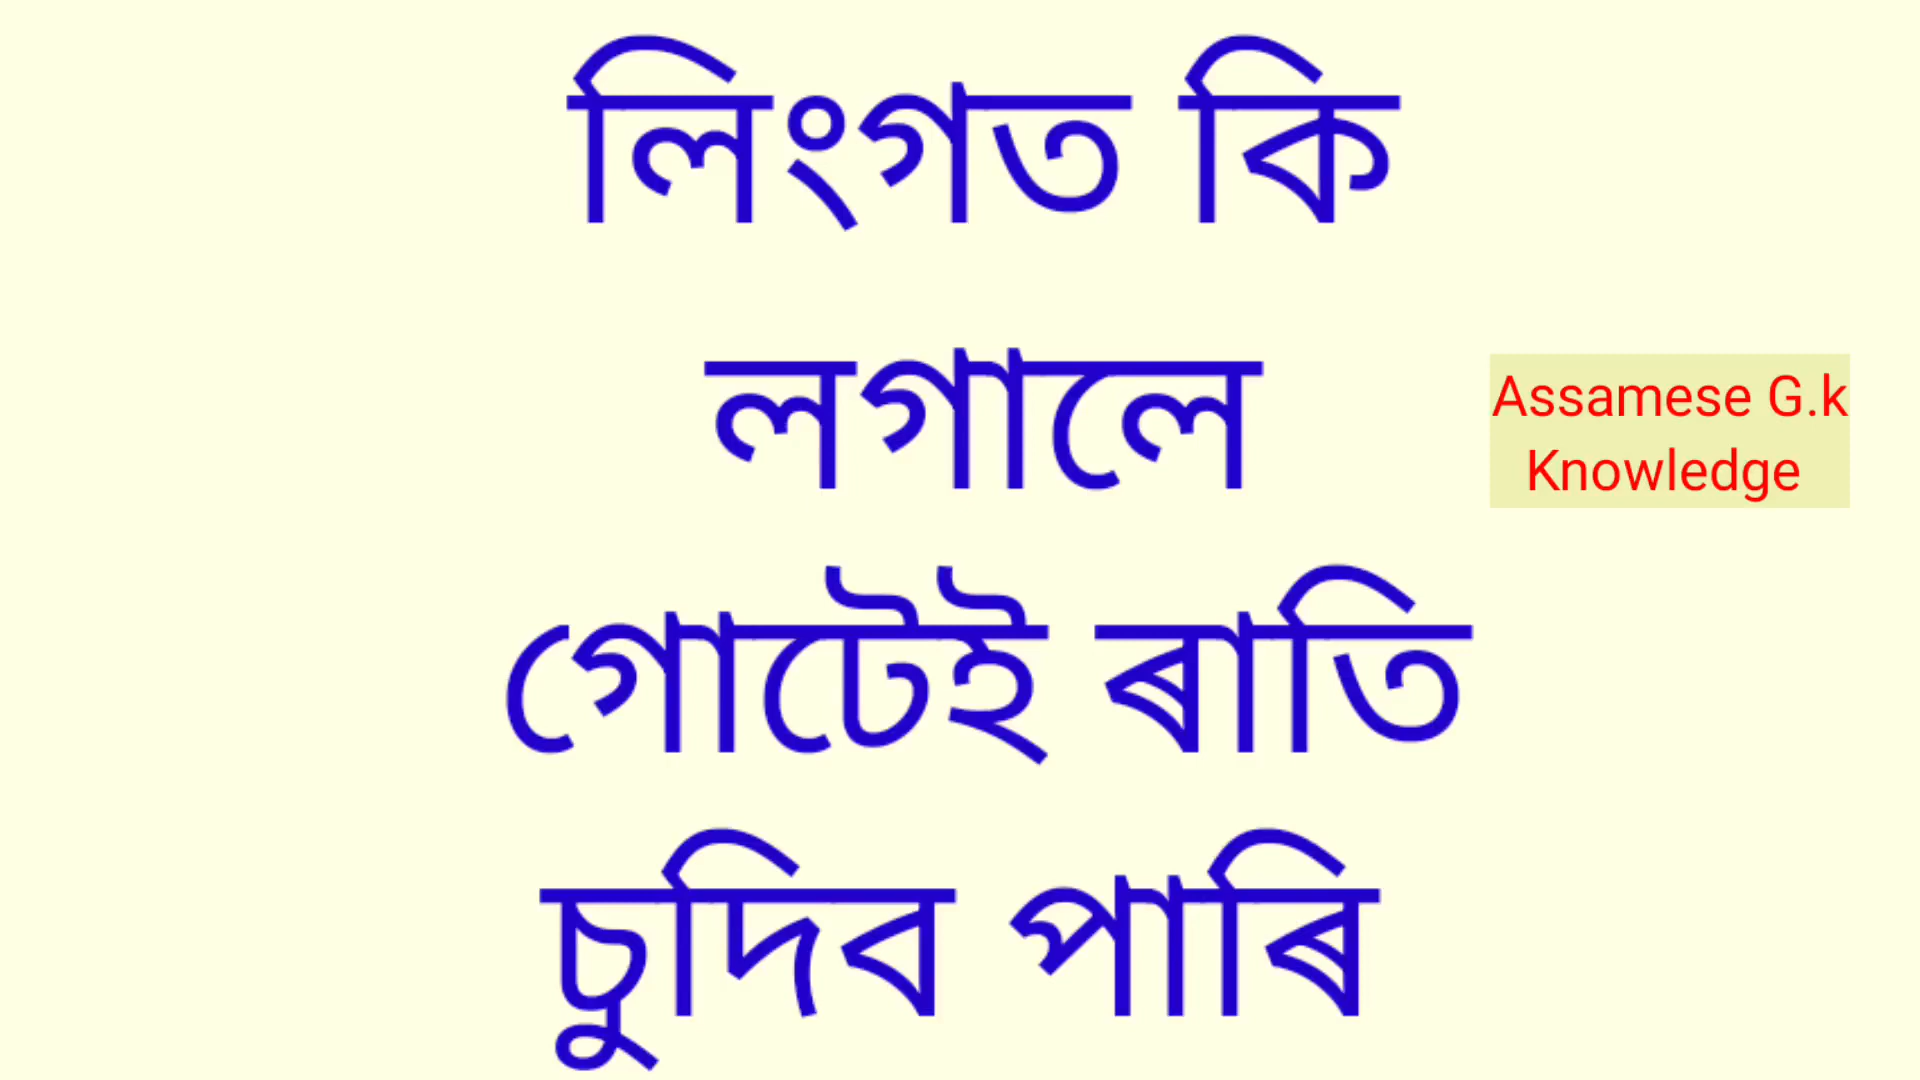 লিংগত কি
লগালে
Assamese G.k
Knowledge
গোটেই ৰাতি
চুদিব পাৰি